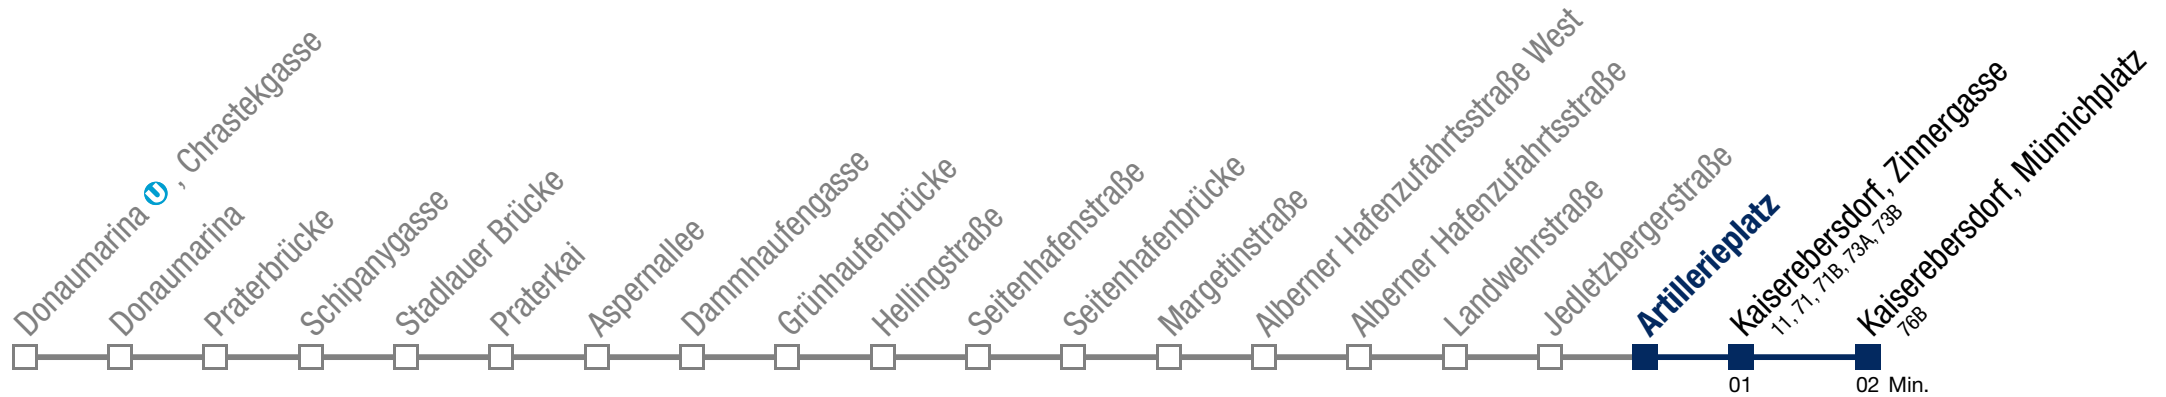 Donaumarina U, Chrastekgasse
Donaumarina
Praterbrücke
Schipanygasse
Stadlauer Brücke
Praterkai
Aspernallee
Dammhaufengasse
Grünhaufenbrücke
Hellingstraße
Seitenhafenstraße
Seitenhafenbrücke
Margetinstraße
Alberner Hafenzufahrtsstraße West
Alberner Hafenzufahrtsstraße
Landwehrstraße
Jedletzbergerstraße
Artillerieplatz
Kaiserebersdorf, Zinnergasse
11, 71, 71B, 73A, 73B
Kaiserebersdorf, Münnichplatz
76B
01
02 Min.